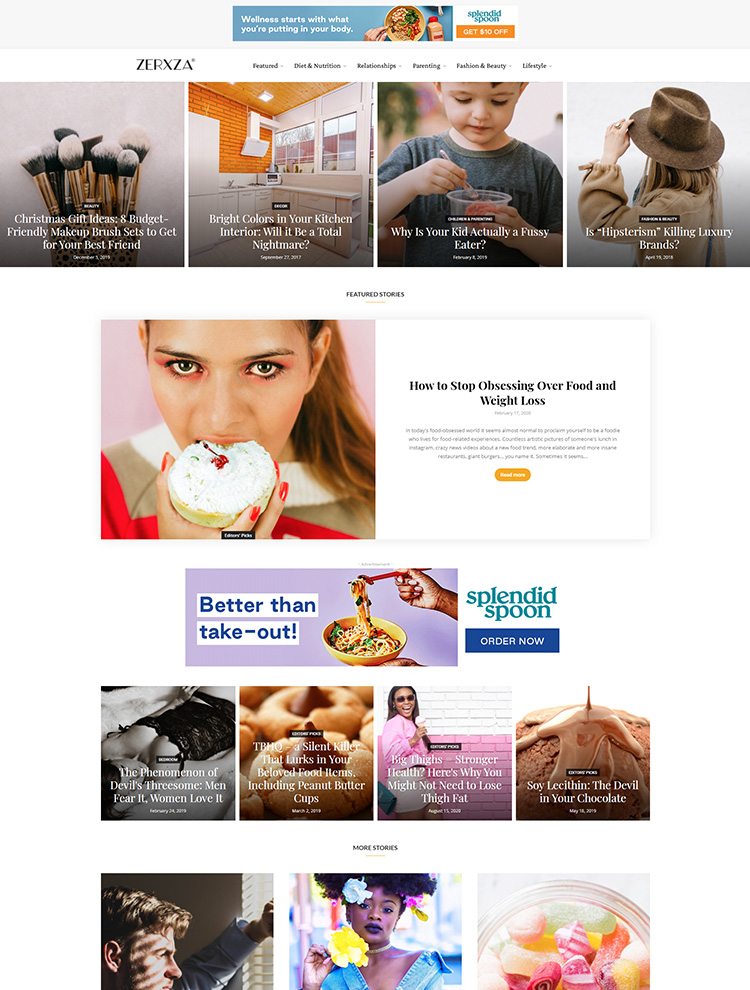 Wellness starts with what
you're putting in your body.
splendid
spoon
GET $10 OFF
ZERXZA®
Featured
Diet & Nutrition
Relationships
Parenting
Fashion & Beauty
Lifestyle
BEAUTY
Christmas Gift Ideas: 8 Budget-
Friendly Makeup Brush Sets to Get
for Your Best Friend
December 5, 2019
DECOR
Bright Colors in Your Kitchen
Interior: Will it Be a Total
Nightmare?
September 27, 2017
CHILDREN & PARENTING
Why Is Your Kid Actually a Fussy
Eater?
February 8, 2019
FASHION & BEAUTY
Is “Hipsterism” Killing Luxury
Brands?
April 19, 2018
FEATURED STORIES
Editors' Picks
How to Stop Obsessing Over Food and
Weight Loss
February 17, 2020
In today's food-obsessed world it seems almost normal to proclaim yourself to be a foodie
who lives for food-related experiences. Countless artistic pictures of someone's lunch in
Instagram, crazy news videos about a new food trend, more elaborate and more insane
restaurants, giant burgers... you name it. Sometimes it seems...
Read more
- Advertisement -
Better than
take-out!
splendid
spoon
ORDER NOW
BEDROOM
The Phenomenon of
Devil's Threesome: Men
Fear It, Women Love It
February 24, 2019
EDITORS' PICKS
TBHQ – a Silent Killer
That Lurks in Your
Beloved Food Items,
Including Peanut Butter
Cups
March 2, 2019
EDITORS' PICKS
Big Thighs – Stronger
Health? Here's Why You
Might Not Need to Lose
Thigh Fat
August 15, 2020
EDITORS' PICKS
Soy Lecithin: The Devil
in Your Chocolate
May 18, 2019
MORE STORIES